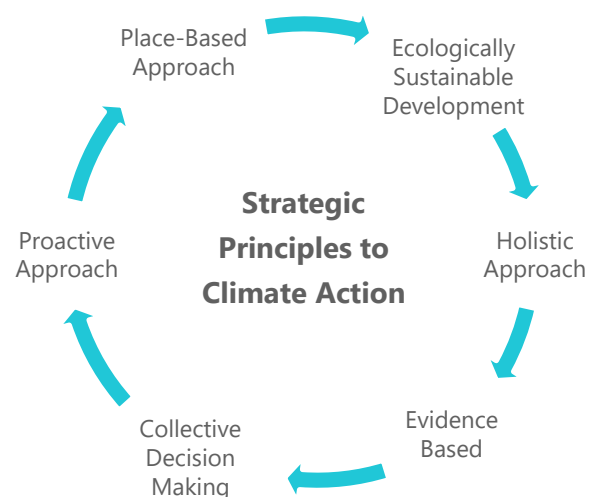 Place-Based
Approach
Ecologically
Sustainable
Development
Holistic
Approach
Evidence
Based
Collective
Decision
Making
Proactive
Approach
Strategic
Principles to
Climate Action